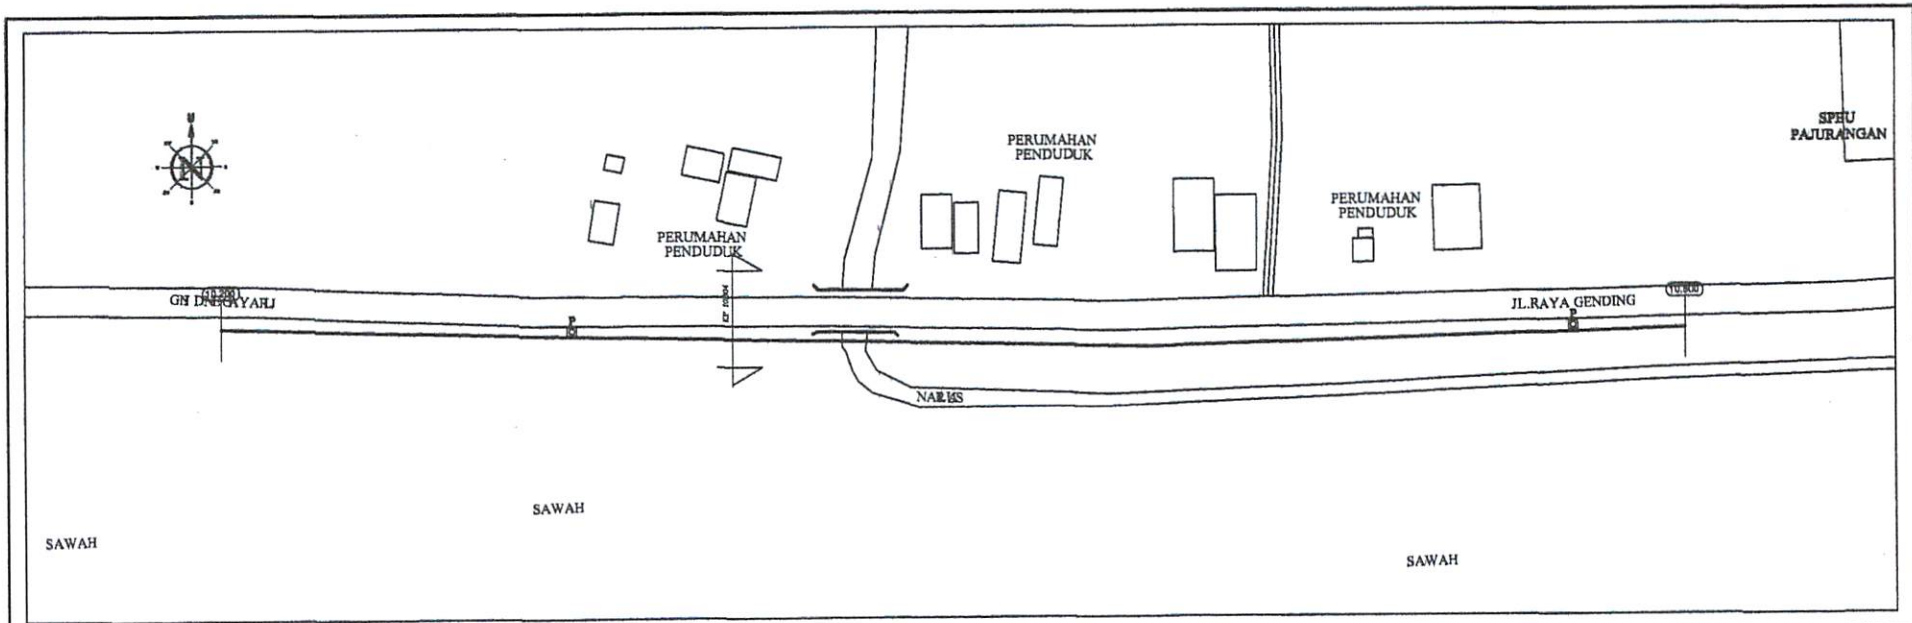 U
N
PERUMAHAN
PENDUDUK
SPBU
PAJURANGAN
PERUMAHAN
PENDUDUK
PERUMAHAN
PENDUDUK
10.200
10.800
JL.RAYA GENDING
P
P
SAWAH
SAWAH
SAWAH